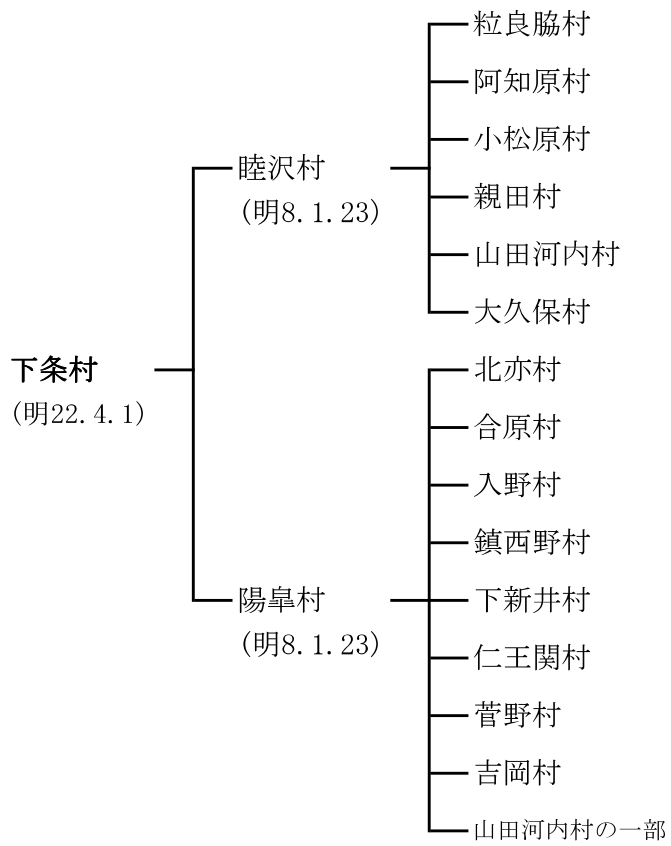 下条村
(明22.4.1)
睦沢村
(明8.1.23)
粒良脇村
阿知原村
小松原村
親田村
山田河内村
大久保村
陽皐村
(明8.1.23)
北亦村
合原村
入野村
鎮西野村
下新井村
仁王関村
菅野村
吉岡村
山田河内村の一部